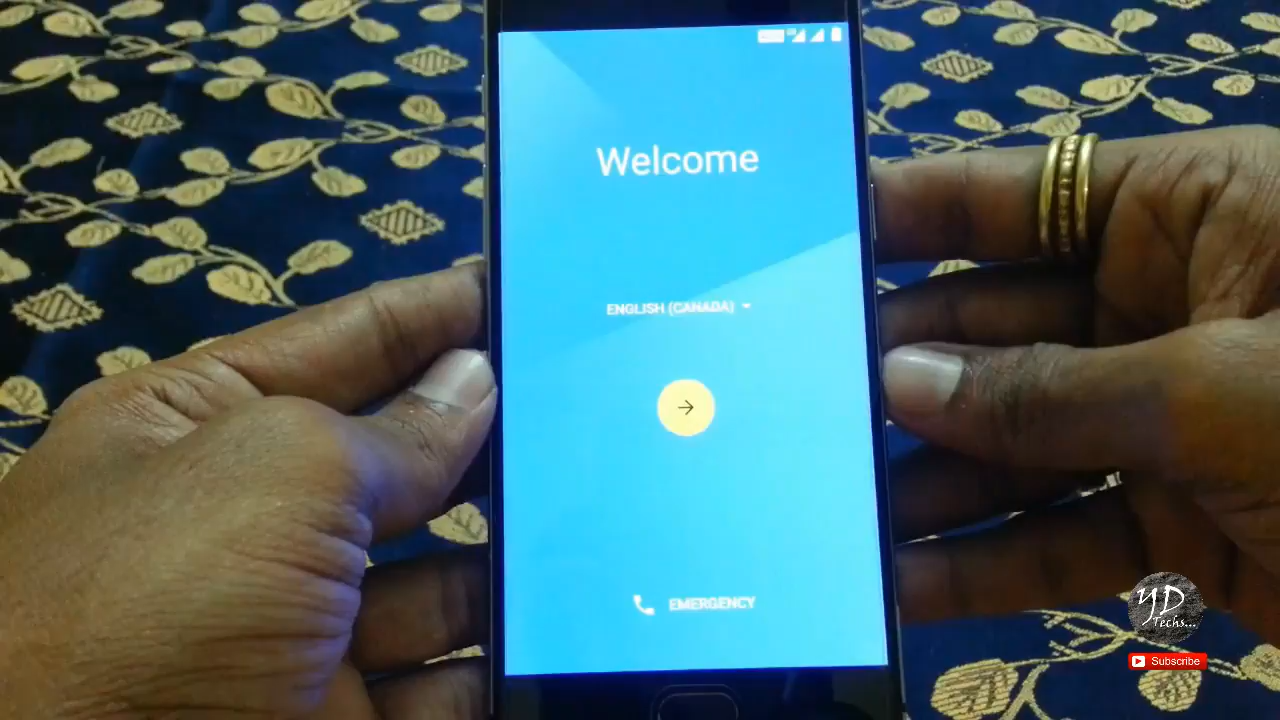 Welcome
ENGLISH (CANADA)
EMERGENCY
YD
Techs...
Subscribe